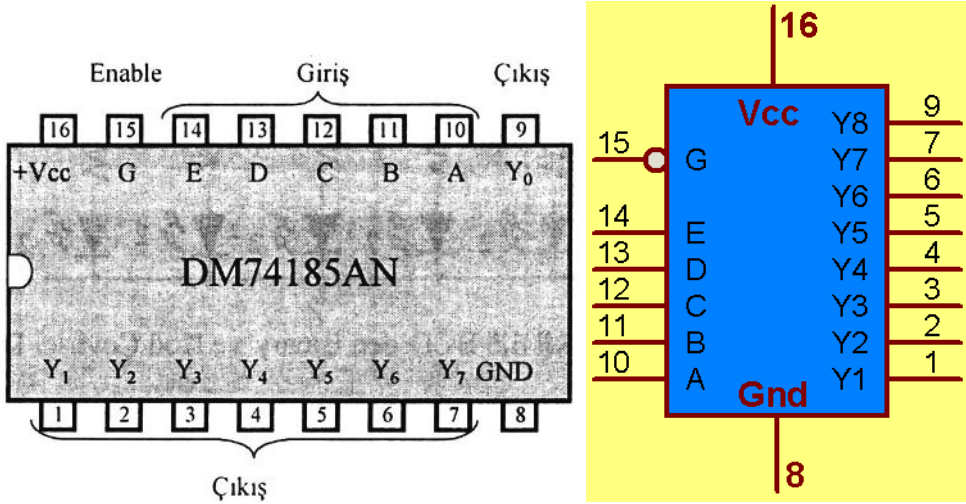 Enable Giriş Çıkış
16 15 14 13 12 11 10 9
+Vcc G E D C B A Y₀
DM74185AN
Y₁ Y₂ Y₃ Y₄ Y₅ Y₆ Y₇ GND
1 2 3 4 5 6 7 8
Çıkış
16
Vcc
Y8 9
15 G Y7 7
Y6 6
14 E Y5 5
13 D Y4 4
12 C Y3 3
11 B Y2 2
10 A Y1 1
Gnd
8